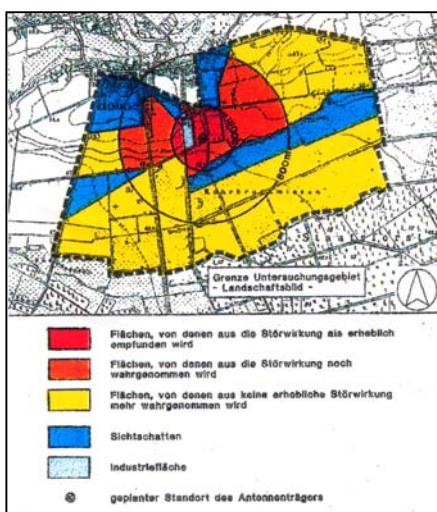 800m
Grenze Untersuchungsgebiet
- Landschaftsbild -
Flächen, von denen aus die Störwirkung als erheblich
empfunden wird
Flächen, von denen aus die Störwirkung noch
wahrgenommen wird
Flächen, von denen aus keine erhebliche Störwirkung
mehr wahrgenommen wird
Sichtschatten
Industriefläche
geplanter Standort des Antennenträgers